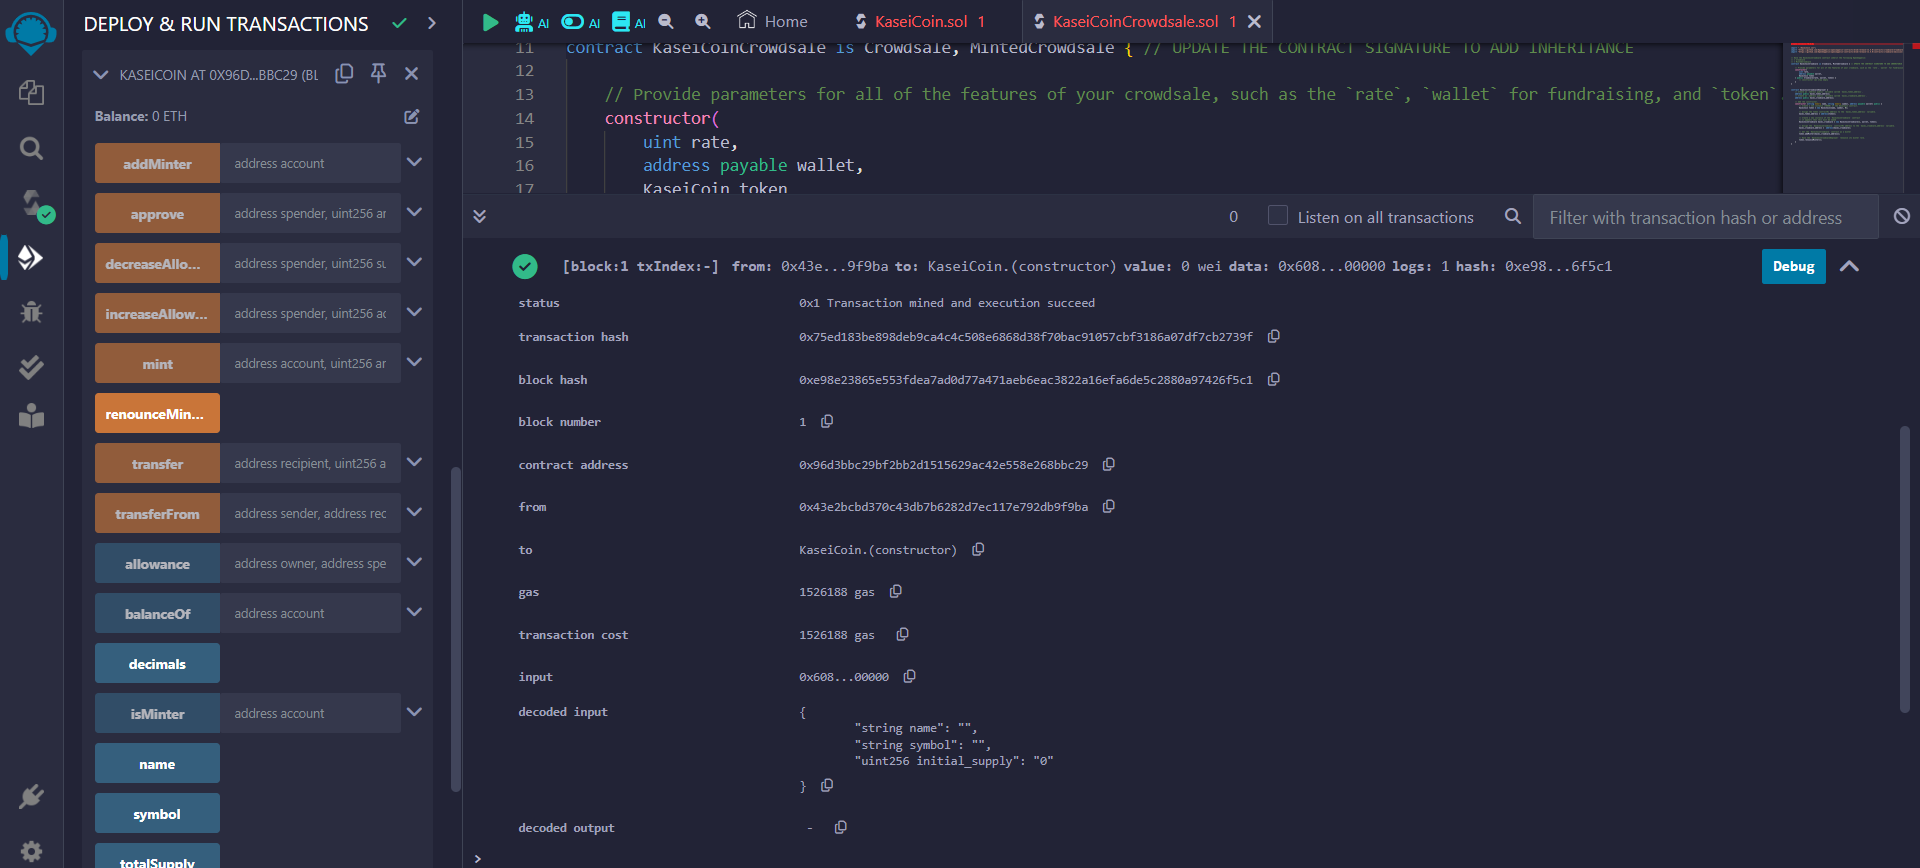 DEPLOY & RUN TRANSACTIONS
KASEICOIN AT 0X96D...BBC29 (BL
Balance: 0 ETH
addMinter address account
approve address spender, uint256 ar
decreaseAllo... address spender, uint256 su
increaseAllow... address spender, uint256 ac
mint address account, uint256 ar
renounceMin...
transfer address recipient, uint256 a
transferFrom address sender, address rec
allowance address owner, address spe
balanceOf address account
decimals
isMinter address account
name
symbol
totalSupply
AI AI AI Home KaseiCoin.sol 1 KaseiCoinCrowdsale.sol 1
11 contract KaseiCoinCrowdsale is Crowdsale, MintedCrowdsale { // UPDATE THE CONTRACT SIGNATURE TO ADD INHERITANCE
12
13 // Provide parameters for all of the features of your crowdsale, such as the `rate`, `wallet` for fundraising, and `token`.
14 constructor(
15 uint rate,
16 address payable wallet,
17 KaseiCoin token
0 Listen on all transactions Filter with transaction hash or address
[block:1 txIndex:-] from: 0x43e...9f9ba to: KaseiCoin.(constructor) value: 0 wei data: 0x608...00000 logs: 1 hash: 0xe98...6f5c1 Debug
status 0x1 Transaction mined and execution succeed
transaction hash 0x75ed183be898deb9ca4c4c508e6868d38f70bac91057cbf3186a07df7cb2739f
block hash 0xe98e23865e553fdea7ad0d77a471aeb6eac3822a16efa6de5c2880a97426f5c1
block number 1
contract address 0x96d3bbc29bf2bb2d1515629ac42e558e268bbc29
from 0x43e2bcbd370c43db7b6282d7ec117e792db9f9ba
to KaseiCoin.(constructor)
gas 1526188 gas
transaction cost 1526188 gas
input 0x608...00000
decoded input {
"string name": "",
"string symbol": "",
"uint256 initial_supply": "0"
}
decoded output -
>